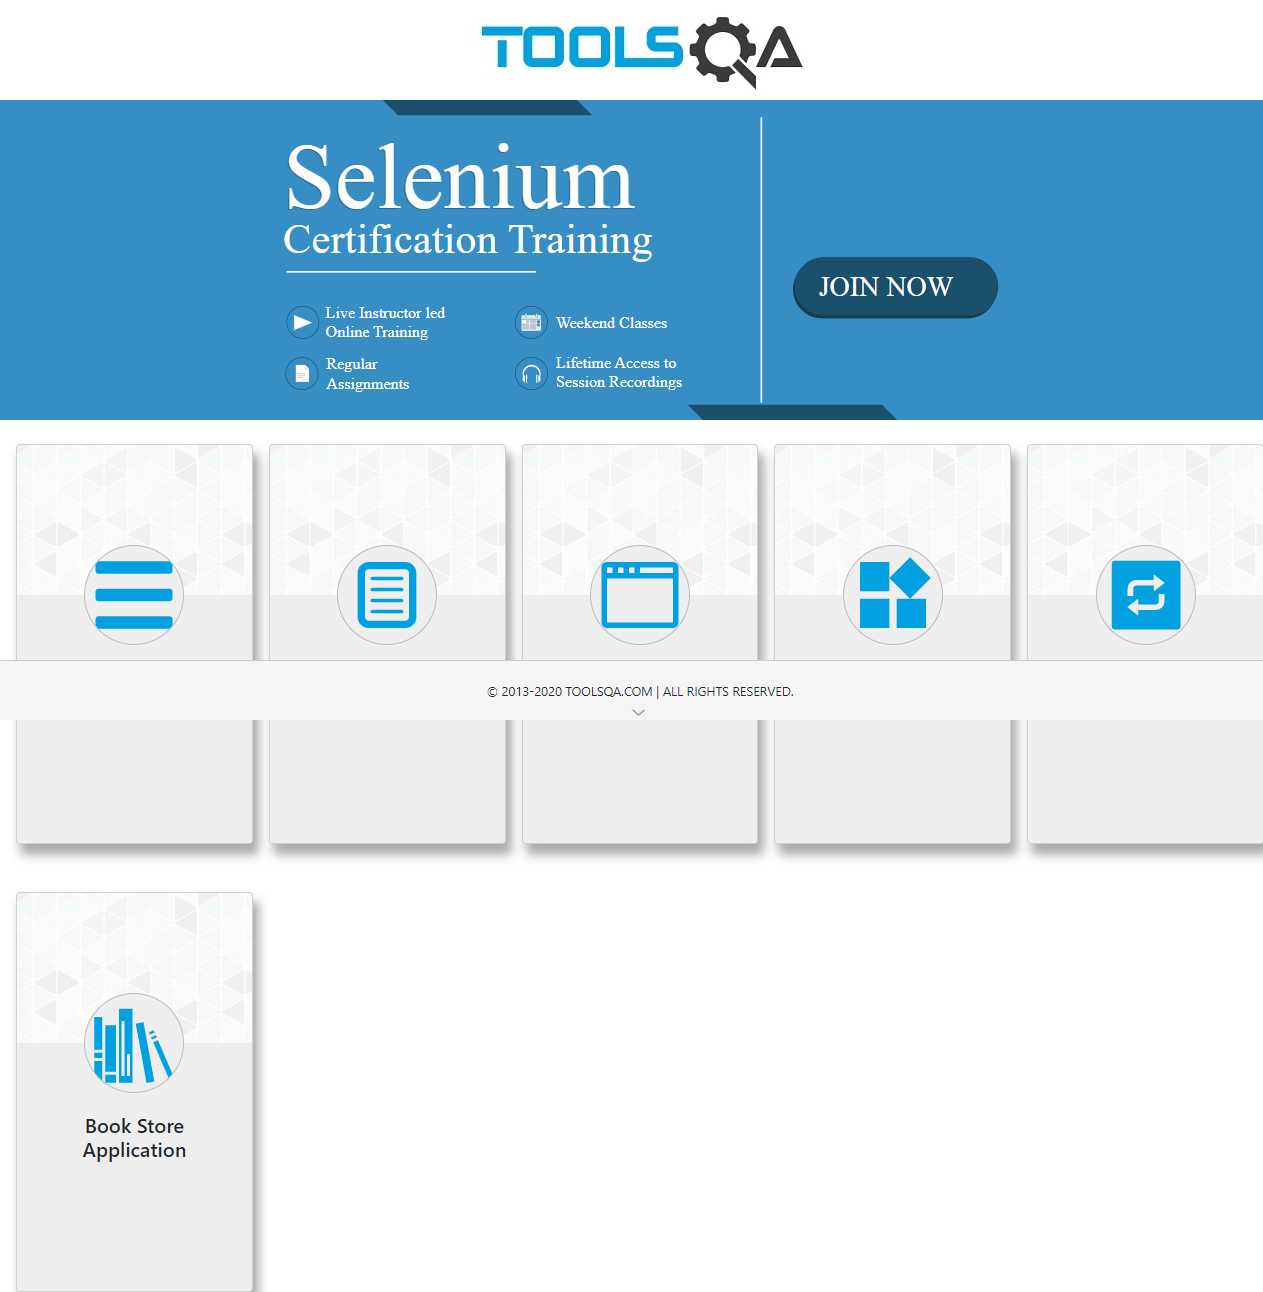 TOOLSQA
Selenium
Certification Training
JOIN NOW
Live Instructor led
Online Training
Weekend Classes
Regular
Assignments
Lifetime Access to
Session Recordings
© 2013-2020 TOOLSQA.COM | ALL RIGHTS RESERVED.
Book Store
Application